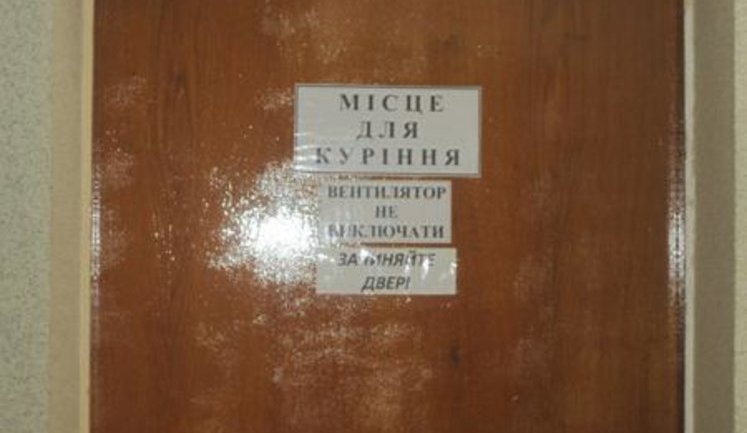 МІСЦЕ
ДЛЯ
КУРІННЯ
ВЕНТИЛЯТОР
НЕ
ВИКЛЮЧАТИ
ЗАЧИНЯЙТЕ
ДВЕРІ